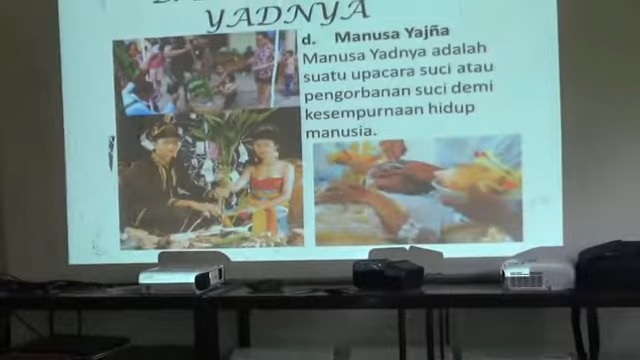 YADNYA
d. Manusa Yajña
Manusa Yadnya adalah
suatu upacara suci atau
pengorbanan suci demi
kesempurnaan hidup
manusia.